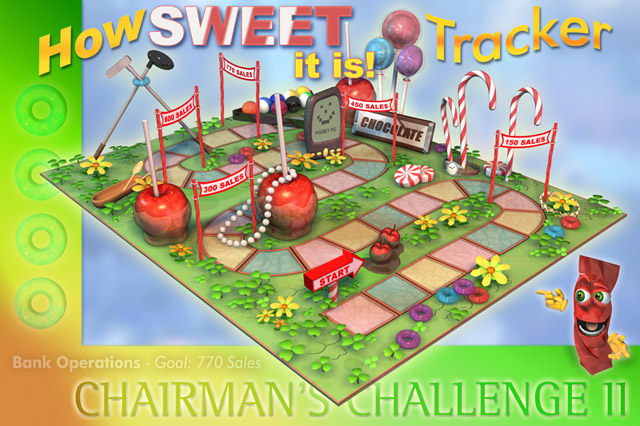 How SWEET
it is!
Tracker
770 SALES
600 SALES
450 SALES
POCKET PC
CHOCOLATE
150 SALES
300 SALES
START
Bank Operations - Goal: 770 Sales
CHAIRMAN'S CHALLENGE II